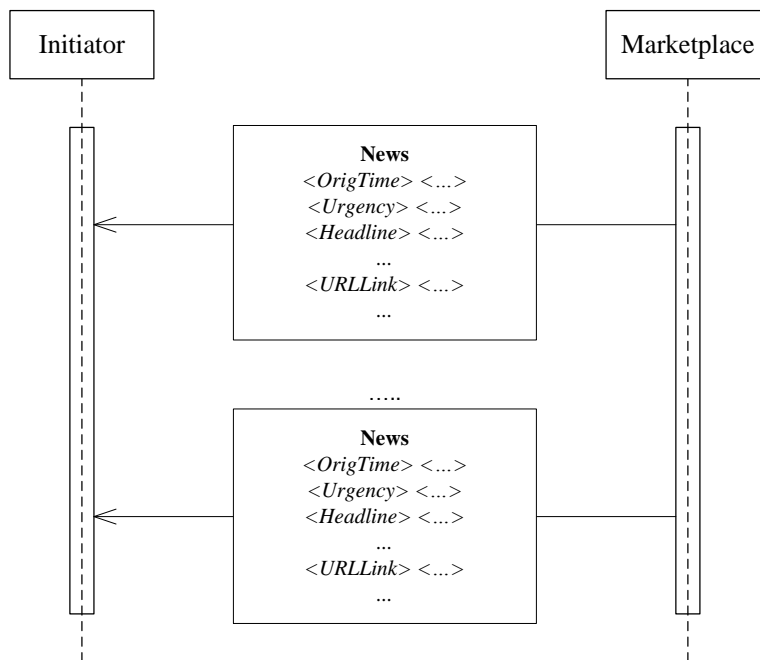 Initiator
Marketplace
News
<OrigTime> <...>
<Urgency> <...>
<Headline> <...>
...
<URLLink> <...>
...
.....
News
<OrigTime> <...>
<Urgency> <...>
<Headline> <...>
...
<URLLink> <...>
...